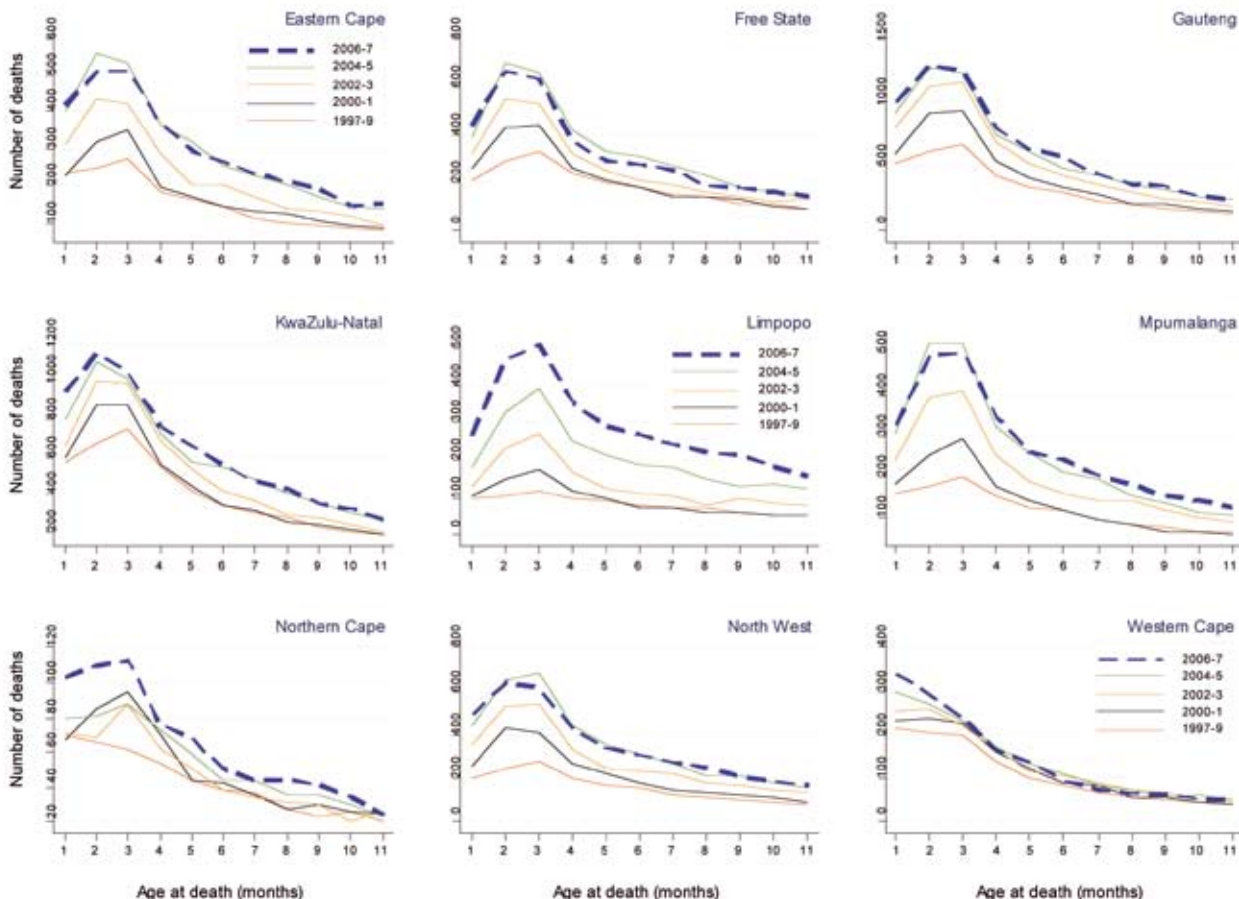 Eastern Cape
Number of deaths
600
500
400
300
200
100
2006-7
2004-5
2002-3
2000-1
1997-9
1 2 3 4 5 6 7 8 9 10 11
Free State
800
600
400
200
0
1 2 3 4 5 6 7 8 9 10 11
Gauteng
1500
1000
500
0
1 2 3 4 5 6 7 8 9 10 11
KwaZulu-Natal
Number of deaths
1200
1000
800
600
400
200
1 2 3 4 5 6 7 8 9 10 11
Limpopo
500
400
300
200
100
0
2006-7
2004-5
2002-3
2000-1
1997-9
1 2 3 4 5 6 7 8 9 10 11
Mpumalanga
500
400
300
200
100
1 2 3 4 5 6 7 8 9 10 11
Northern Cape
Number of deaths
120
100
80
60
40
20
1 2 3 4 5 6 7 8 9 10 11
Age at death (months)
North West
800
600
400
200
0
1 2 3 4 5 6 7 8 9 10 11
Age at death (months)
Western Cape
400
300
200
100
0
2006-7
2004-5
2002-3
2000-1
1997-9
1 2 3 4 5 6 7 8 9 10 11
Age at death (months)